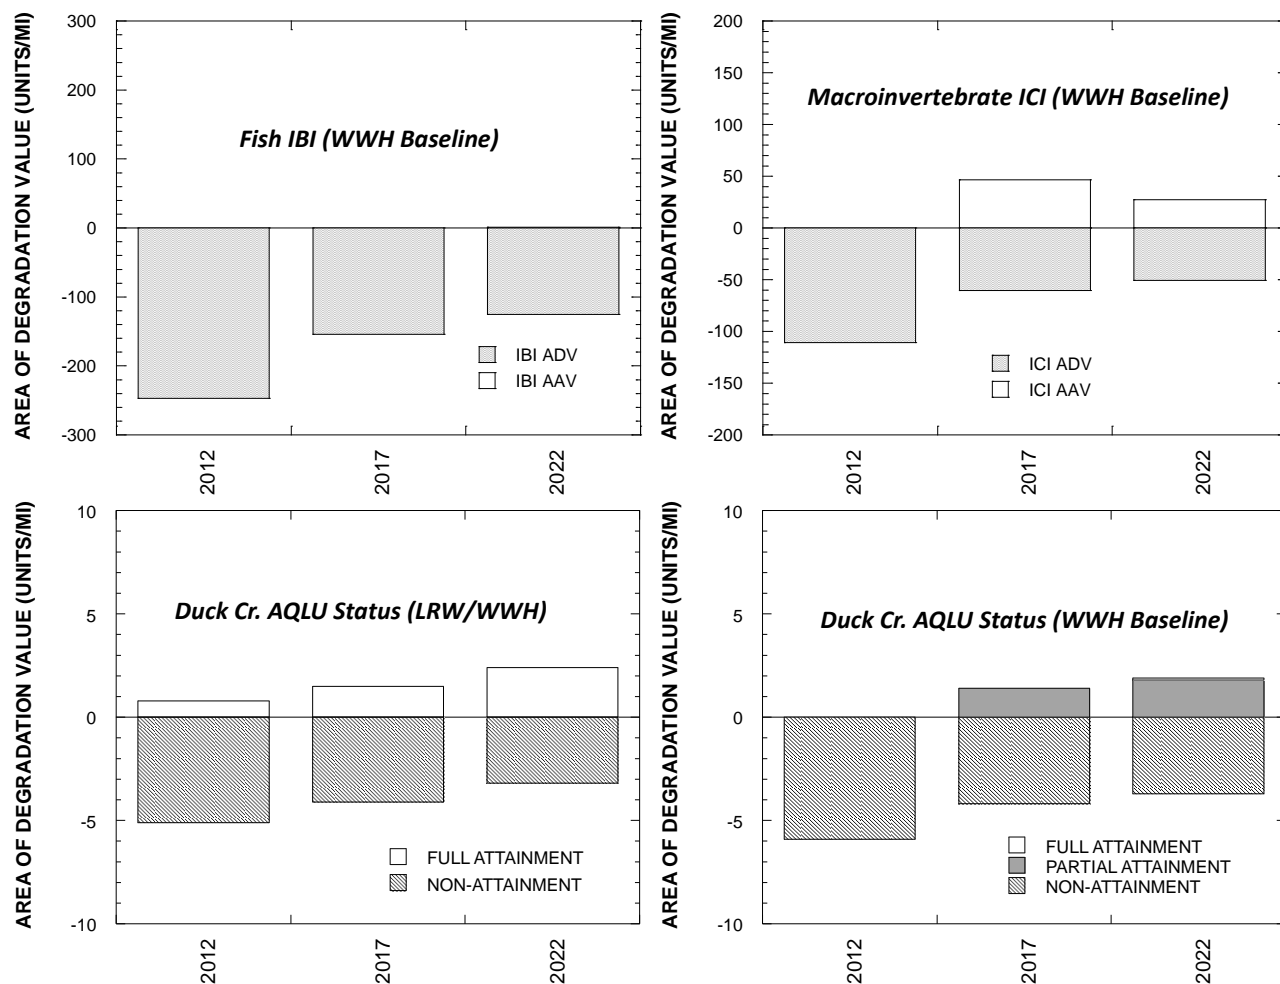 AREA OF DEGRADATION VALUE (UNITS/MI)
300
200
100
0
-100
-200
-300
Fish IBI (WWH Baseline)
IBI ADV
IBI AAV
2012
2017
2022
AREA OF DEGRADATION VALUE (UNITS/MI)
200
150
100
50
0
-50
-100
-150
-200
Macroinvertebrate ICI (WWH Baseline)
ICI ADV
ICI AAV
2012
2017
2022
AREA OF DEGRADATION VALUE (UNITS/MI)
10
5
0
-5
-10
Duck Cr. AQLU Status (LRW/WWH)
FULL ATTAINMENT
NON-ATTAINMENT
2012
2017
2022
AREA OF DEGRADATION VALUE (UNITS/MI)
10
5
0
-5
-10
Duck Cr. AQLU Status (WWH Baseline)
FULL ATTAINMENT
PARTIAL ATTAINMENT
NON-ATTAINMENT
2012
2017
2022